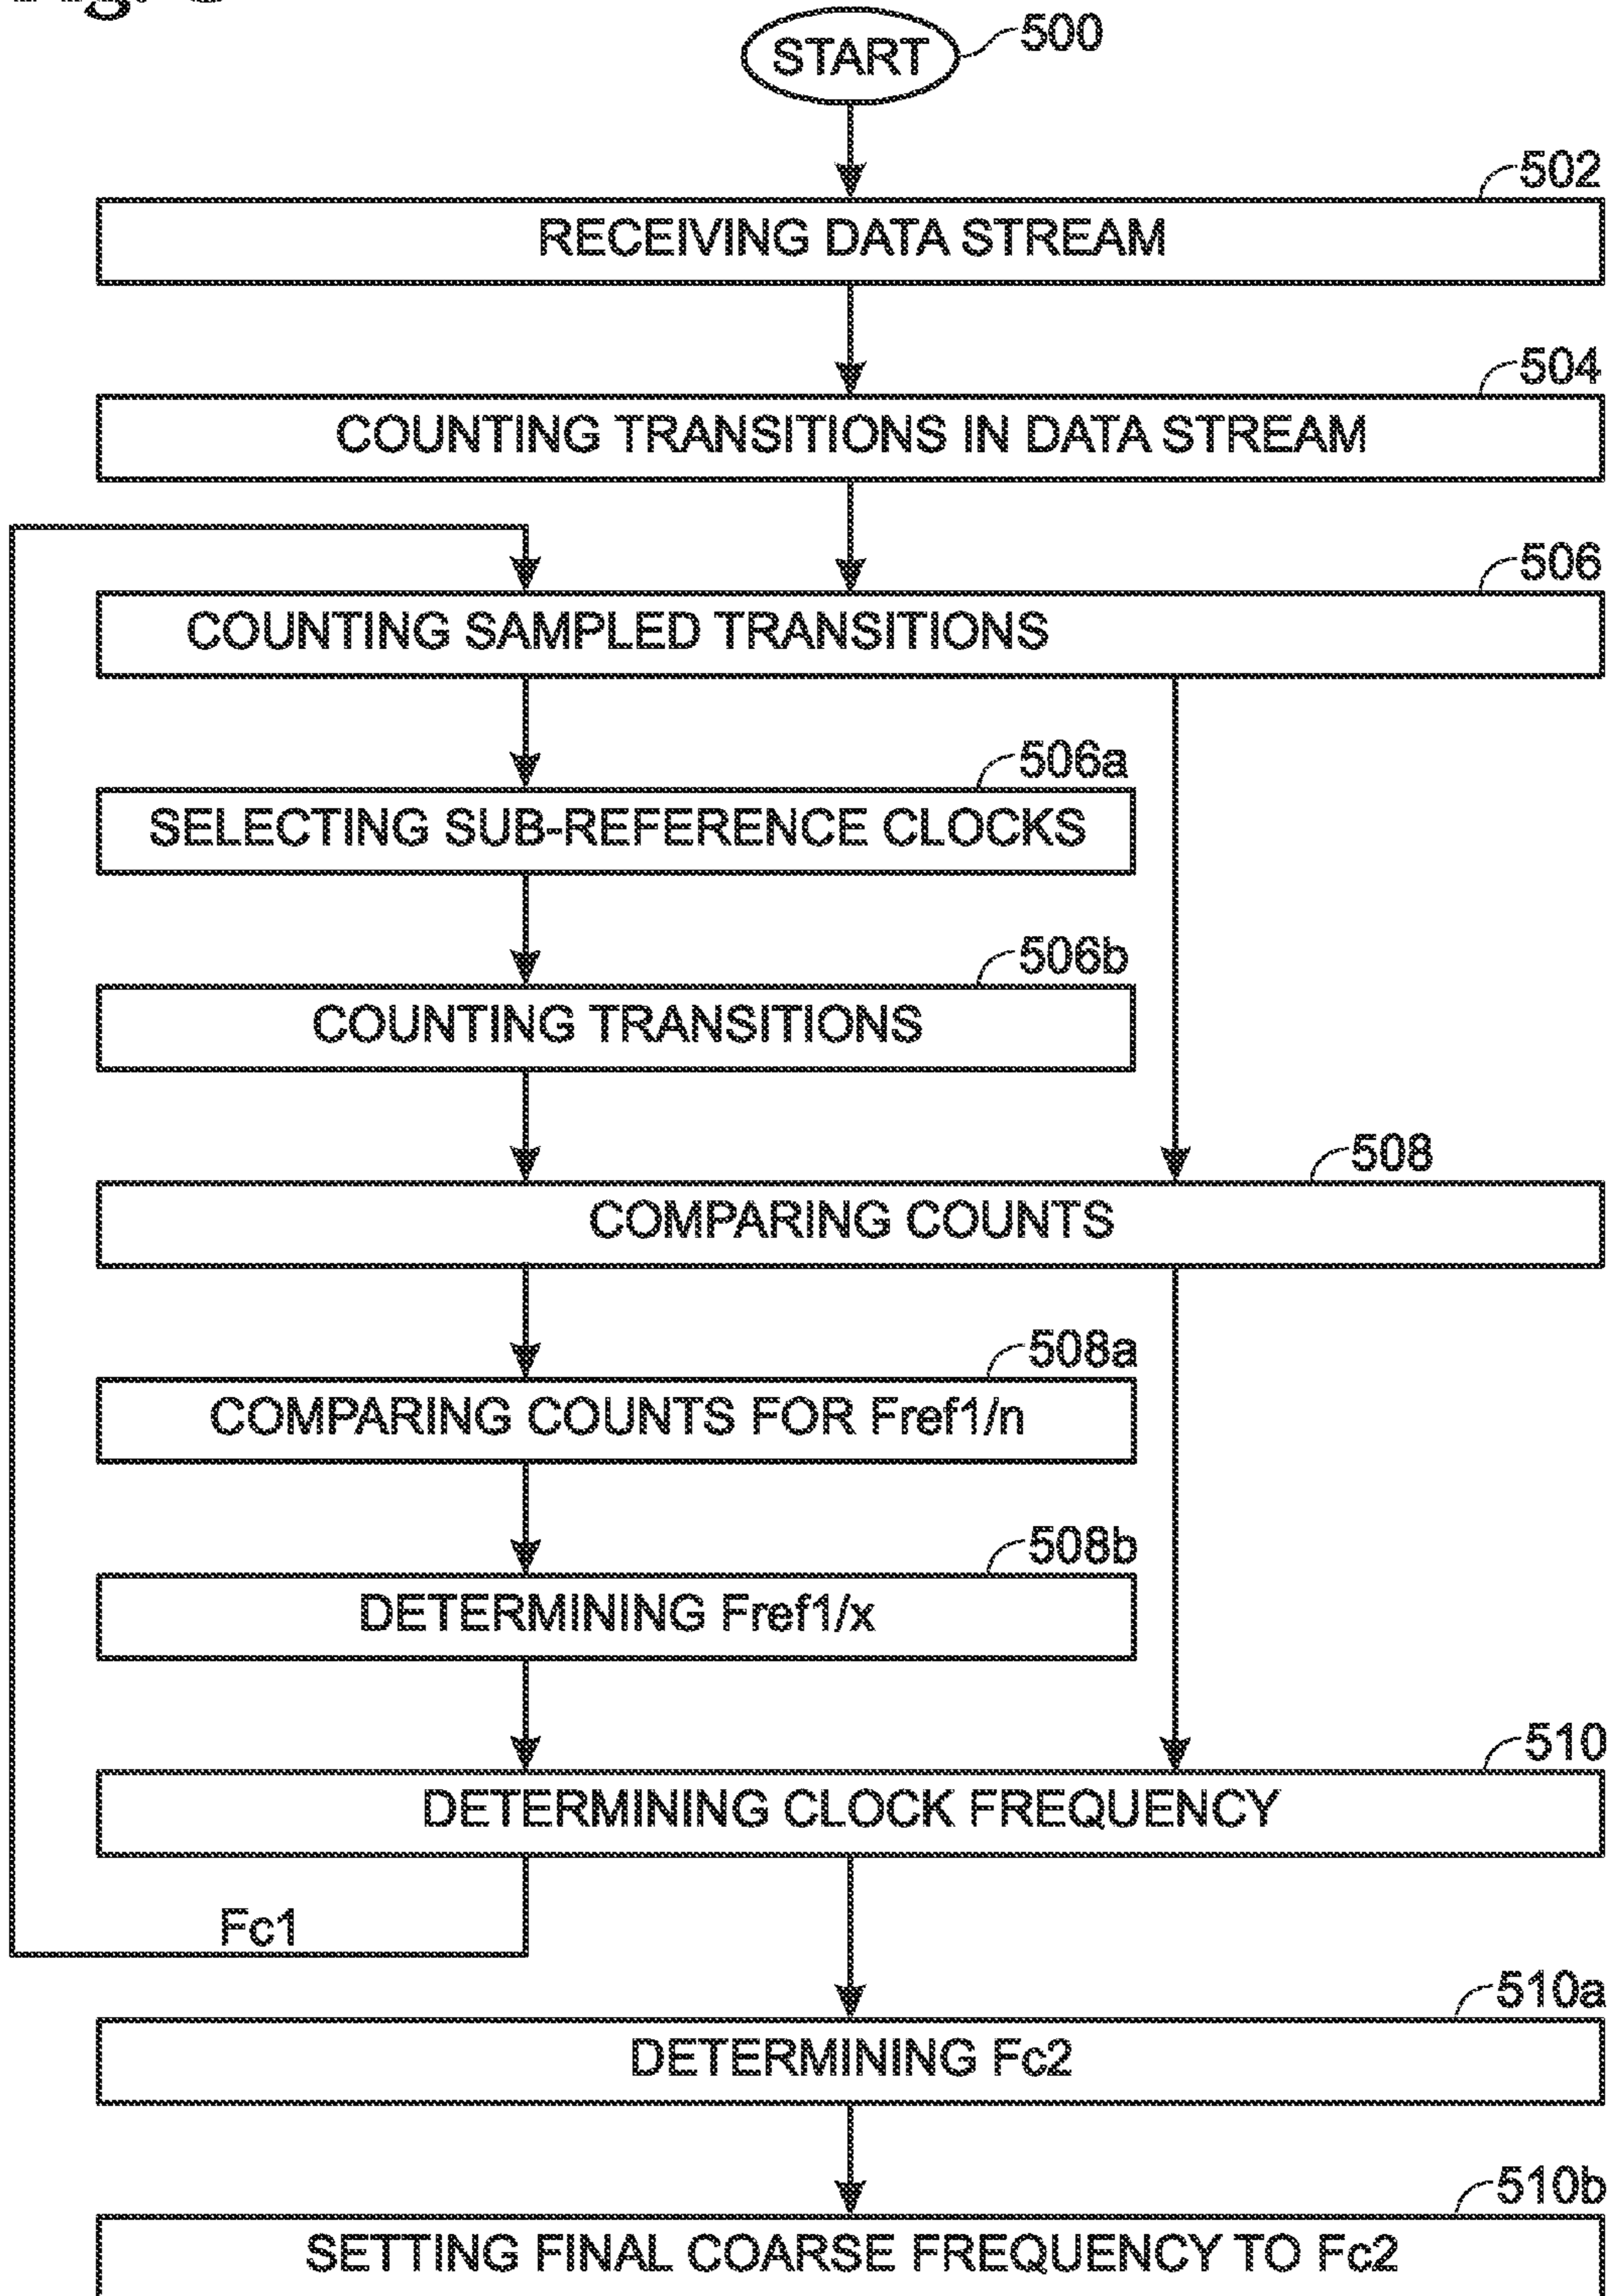 START
500
502
RECEIVING DATA STREAM
504
COUNTING TRANSITIONS IN DATA STREAM
506
COUNTING SAMPLED TRANSITIONS
506a
SELECTING SUB-REFERENCE CLOCKS
506b
COUNTING TRANSITIONS
508
COMPARING COUNTS
508a
COMPARING COUNTS FOR Fref1/n
508b
DETERMINING Fref1/x
510
DETERMINING CLOCK FREQUENCY
Fc1
510a
DETERMINING Fc2
510b
SETTING FINAL COARSE FREQUENCY TO Fc2